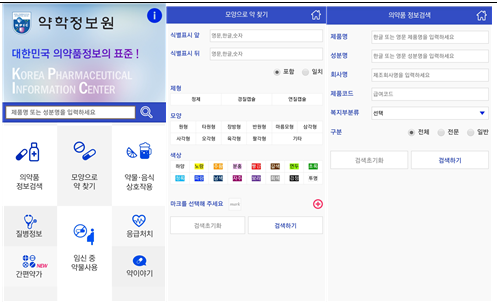 약학정보원
i
대한민국 의약품정보의 표준 !
KOREA PHARMACEUTICAL
INFORMATION CENTER
제품명 또는 성분명을 입력하세요
의약품
정보검색
모양으로
약 찾기
약물·음식
상호작용
질병정보
임신 중
약물사용
응급처치
간편약가
NEW
약이야기
모양으로 약 찾기
식별표시 앞
영문,한글,숫자
식별표시 뒤
영문,한글,숫자
포함 일치
제형
정제 경질캡슐 연질캡슐
모양
원형 타원형 장방형 반원형 마름모형 삼각형
사각형 오각형 육각형 팔각형 기타
색상
하양 노랑 주황 분홍 빨강 갈색 연두 초록
청록 파랑 남색 자주 보라 회색 검정 투명
마크를 선택해 주세요
mark
검색초기화 검색하기
의약품 정보검색
제품명
한글 또는 영문 제품명을 입력하세요
성분명
한글 또는 영문 성분명을 입력하세요
회사명
제조회사명을 입력하세요
제품코드
급여코드
복지부분류
선택
구분
전체 전문 일반
검색초기화 검색하기